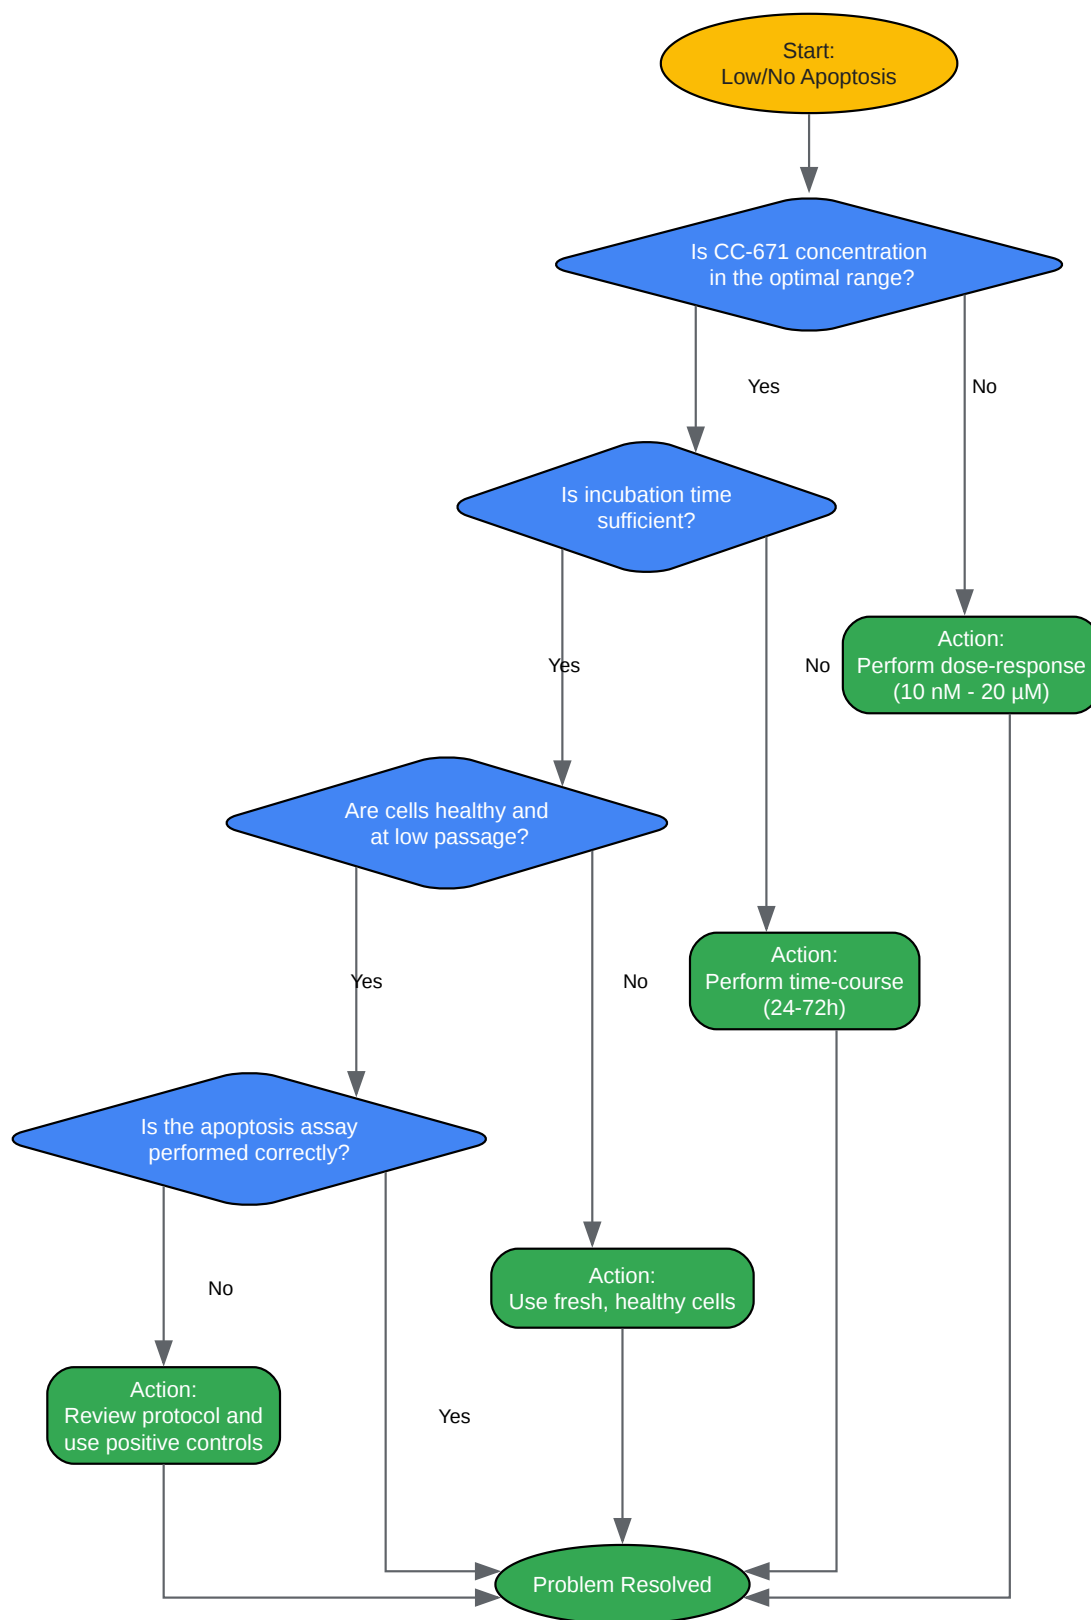 Start:
Low/No Apoptosis
Is CC-671 concentration
in the optimal range?
Yes
No
Is incubation time
sufficient?
Yes
No
Action:
Perform dose-response
(10 nM - 20 µM)
Are cells healthy and
at low passage?
Yes
No
Action:
Perform time-course
(24-72h)
Is the apoptosis assay
performed correctly?
No
Yes
Action:
Use fresh, healthy cells
Action:
Review protocol and
use positive controls
Problem Resolved